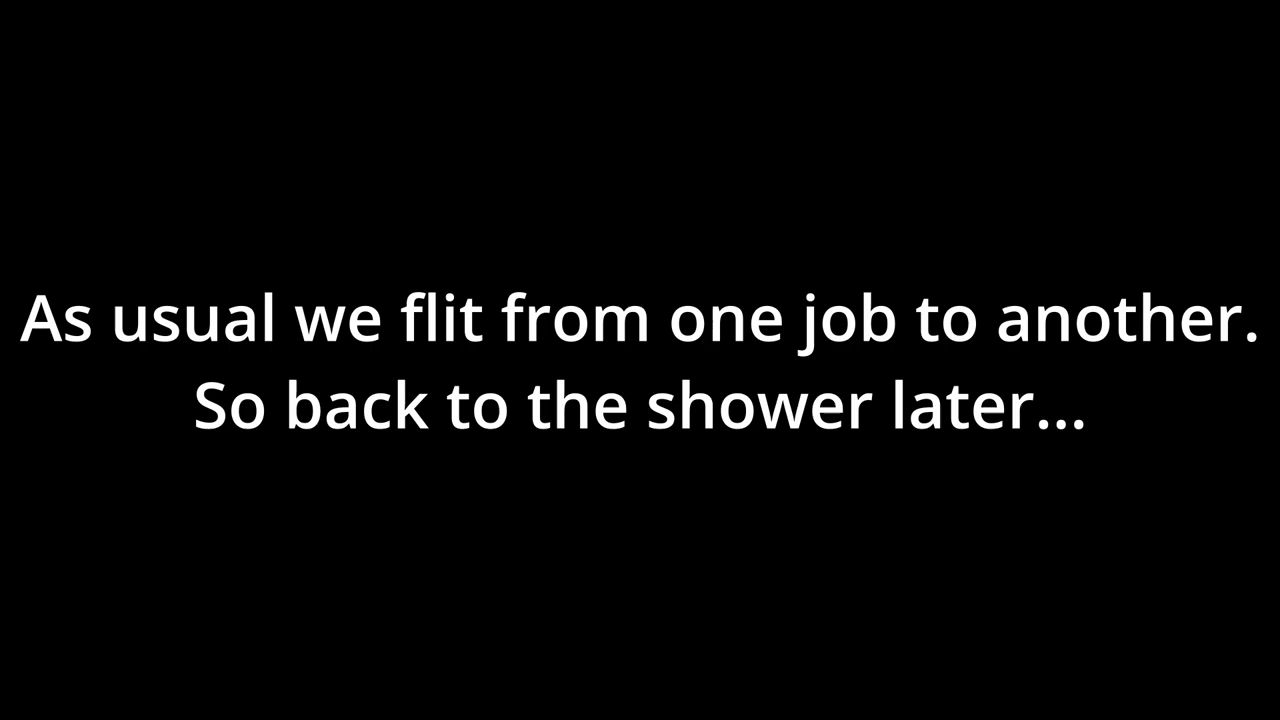 As usual we flit from one job to another.
So back to the shower later...